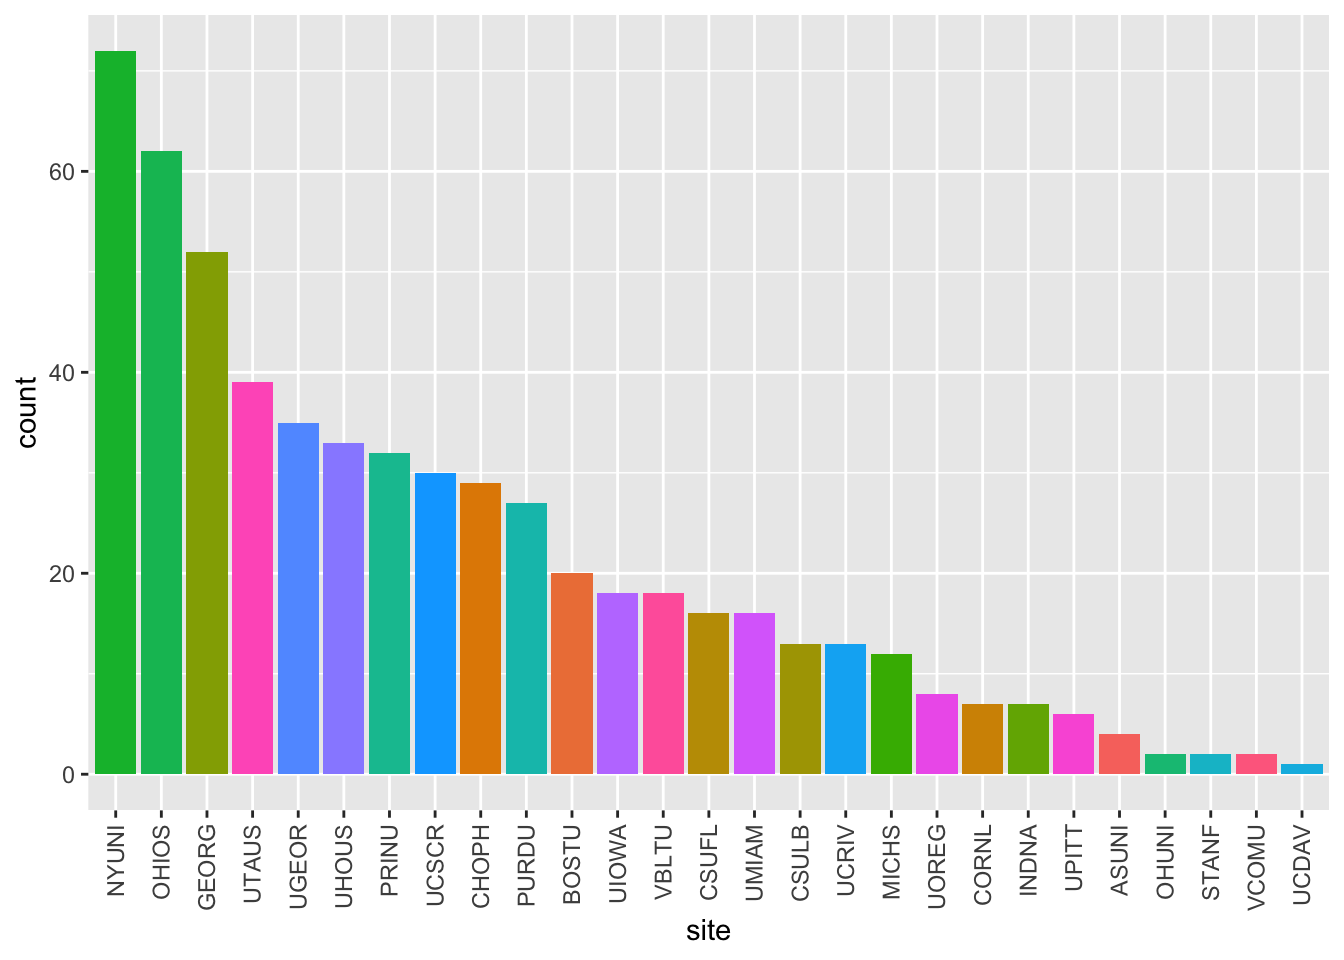 count
60
40
20
0
NYUNI
OHIOS
GEORG
UTAUS
UGEOR
UHOUS
PRINU
UCSCR
CHOPH
PURDU
BOSTU
UIOWA
VBLTU
CSUFL
UMIAM
CSULB
UCRIV
MICHS
UOREG
CORNL
INDNA
UPITT
ASUNI
OHUNI
STANF
VCOMU
UCDAV
site